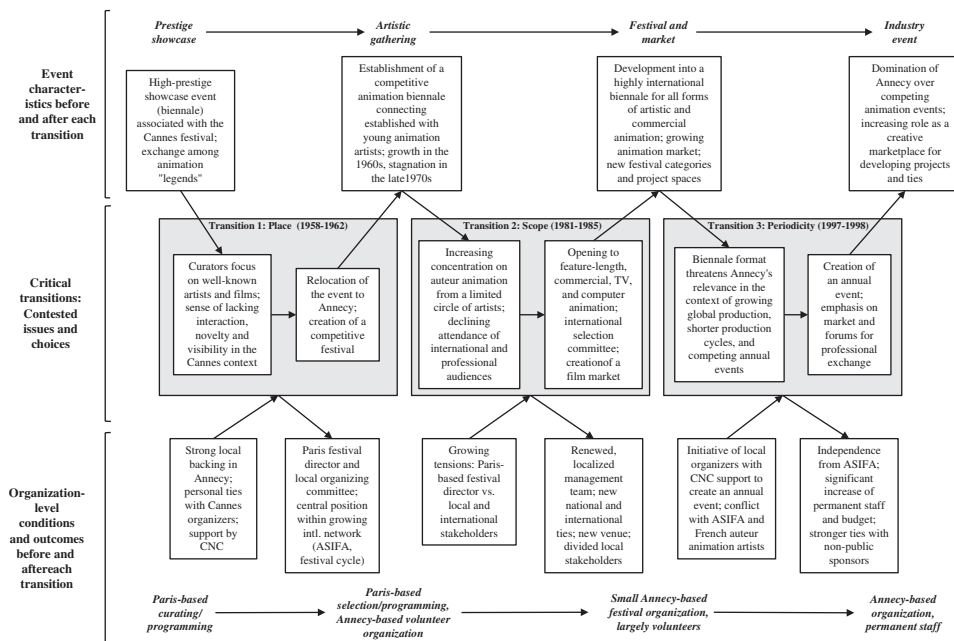 Prestige
showcase
Artistic
gathering
Festival and
market
Industry
event
Event
character-
istics before
and after each
transition
High-prestige
showcase event
(biennale)
associated with the
Cannes festival;
exchange among
animation
"legends"
Establishment of a
competitive
animation biennale
connecting
established with
young animation
artists; growth in the
1960s, stagnation in
the late1970s
Development into a
highly international
biennale for all forms
of artistic and
commercial
animation; growing
animation market;
new festival categories
and project spaces
Domination of
Annecy over
competing
animation events;
increasing role as a
creative
marketplace for
developing projects
and ties
Critical
transitions:
Contested
issues and
choices
Transition 1: Place (1958-1962)
Curators focus
on well-known
artists and films;
sense of lacking
interaction,
novelty and
visibility in the
Cannes context
Relocation
of the event to
Annecy;
creation of a
competitive
festival
Transition 2: Scope (1981-1985)
Increasing
concentration on
auteur animation
from a limited
circle of artists;
declining
attendance of
international and
professional
audiences
Opening to
feature-length,
commercial, TV,
and computer
animation;
international
selection
committee;
creationof a
film market
Transition 3: Periodicity (1997-1998)
Biennale format
threatens Annecy's
relevance in the
context of growing
global production,
shorter production
cycles, and
competing annual
events
Creation of
an annual
event;
emphasis on
market and
forums for
professional
exchange
Organization-
level
conditions
and outcomes
before and
aftereach
transition
Strong local
backing in
Annecy;
personal ties
with Cannes
organizers;
support by
CNC
Paris festival
director and
local organizing
committee;
central position
within growing
intl. network
(ASIFA,
festival cycle)
Growing
tensions: Paris-
based festival
director vs.
local and
international
stakeholders
Renewed,
localized
management
team; new
national and
international
ties; new venue;
divided local
stakeholders
Initiative of local
organizers with
CNC support to
create an annual
event; conflict
with ASIFA and
French auteur
animation artists
Independence
from ASIFA;
significant
increase of
permanent staff
and budget;
stronger ties with
non-public
sponsors
Paris-based
curating/
programming
Paris-based
selection/programming,
Annecy-based volunteer
organization
Small Annecy-based
festival organization,
largely volunteers
Annecy-based
organization,
permanent staff